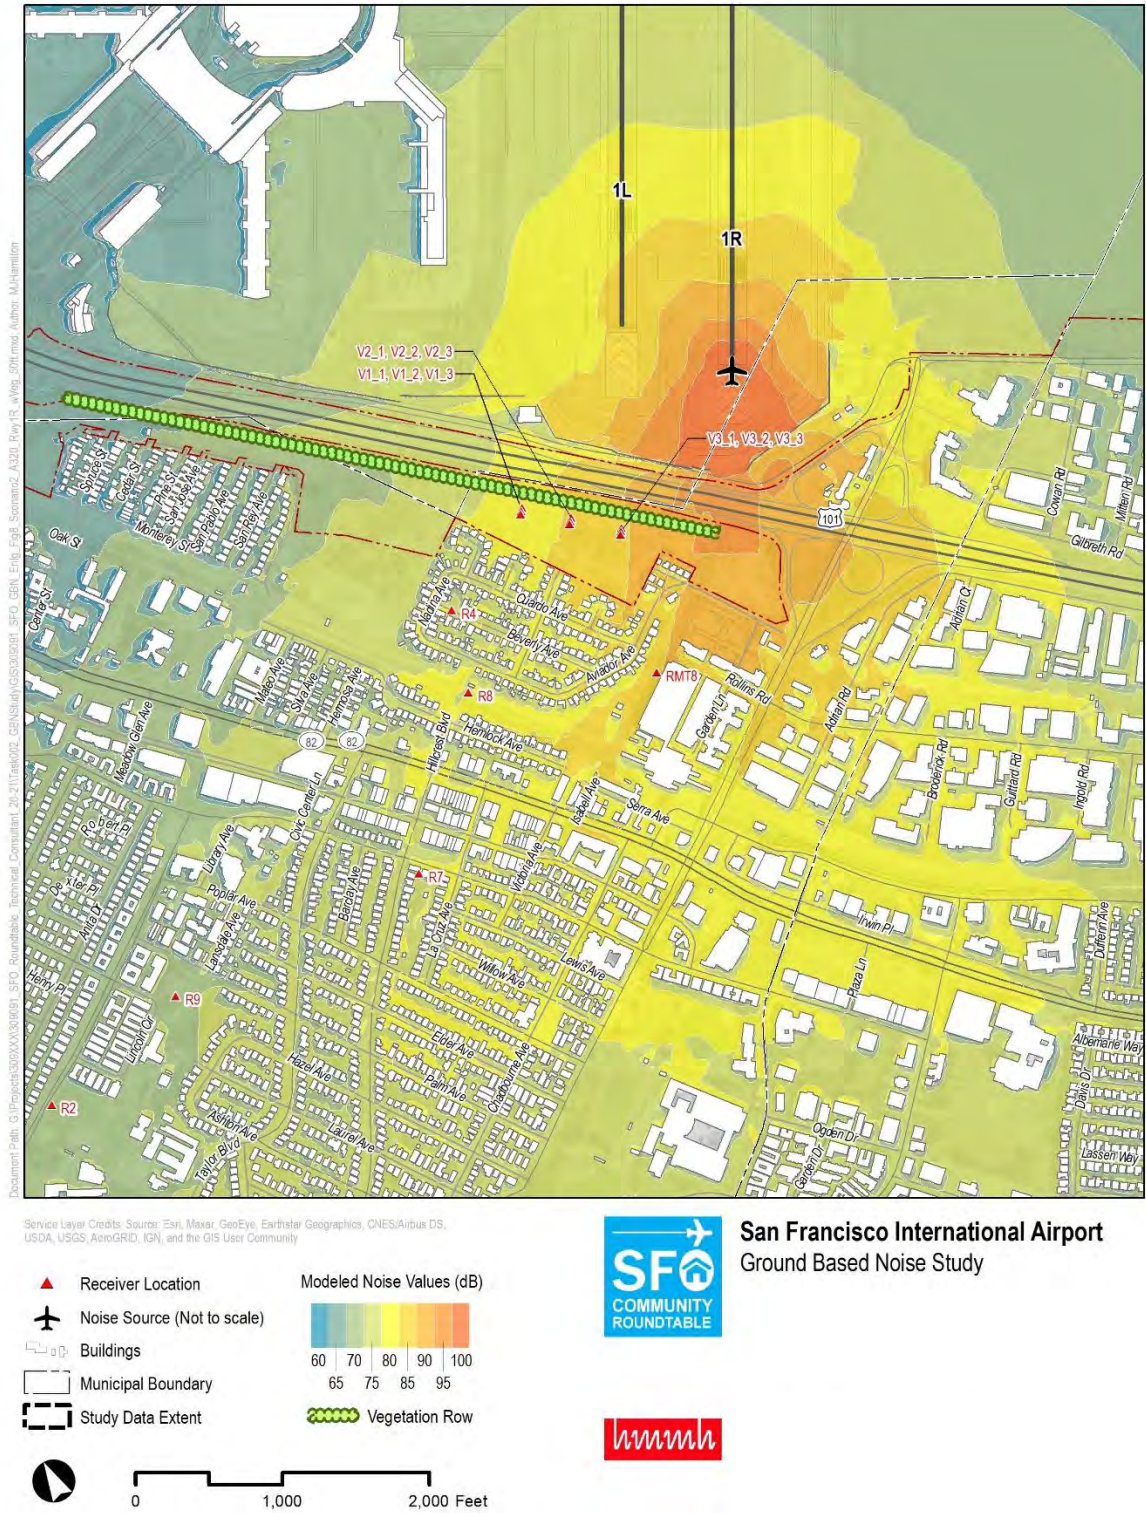 1L
1R
V2_1, V2_2, V2_3
V1_1, V1_2, V1_3
V3_1, V3_2, V3_3
101
Spruce St
Cedar St
Pine St
San Jose Ave
San Pablo Ave
San Rey Ave
Monterey St
Oak St
Center St
Cowan Rd
Mitten Rd
Gilbreth Rd
Adrian Ct
Nadina Ave
R4
Cuardo Ave
Beverly Ave
Aviador Ave
RMT8
Rollins Rd
Garden Ln
Adrian Rd
R8
Mateo Ave
Hermosa Ave
82
82
Hillcrest Blvd
Hemlock Ave
Meadow Glen Ave
Isabell Ave
Serra Ave
Broderick Rd
Guittard Rd
Ingold Rd
Robert Pl
Dexter Pl
Anita Dr
Library Ave
Civic Center Ln
Poplar Ave
Barclay Ave
R7
Victoria Ave
La Cruz Ave
Lansdale Ave
Willow Ave
Lewis Ave
Irwin Pl
Plaza Ln
Dufferin Ave
Henry Pl
R9
Lincoln Cir
Elder Ave
Hazel Ave
Palm Ave
Chadbourne Ave
Albemarle Way
Davis Dr
R2
Ashton Ave
Laurel Ave
Taylor Blvd
Ogden Dr
Garden Dr
Lassen Way
Service Layer Credits: Source: Esri, Maxar, GeoEye, Earthstar Geographics, CNES/Airbus DS,
USDA, USGS, AeroGRID, IGN, and the GIS User Community
Receiver Location
Noise Source (Not to scale)
Buildings
Municipal Boundary
Study Data Extent
Modeled Noise Values (dB)
60 70 80 90 100
65 75 85 95
Vegetation Row
0 1,000 2,000 Feet
SFO
COMMUNITY
ROUNDTABLE
San Francisco International Airport
Ground Based Noise Study
hmmh